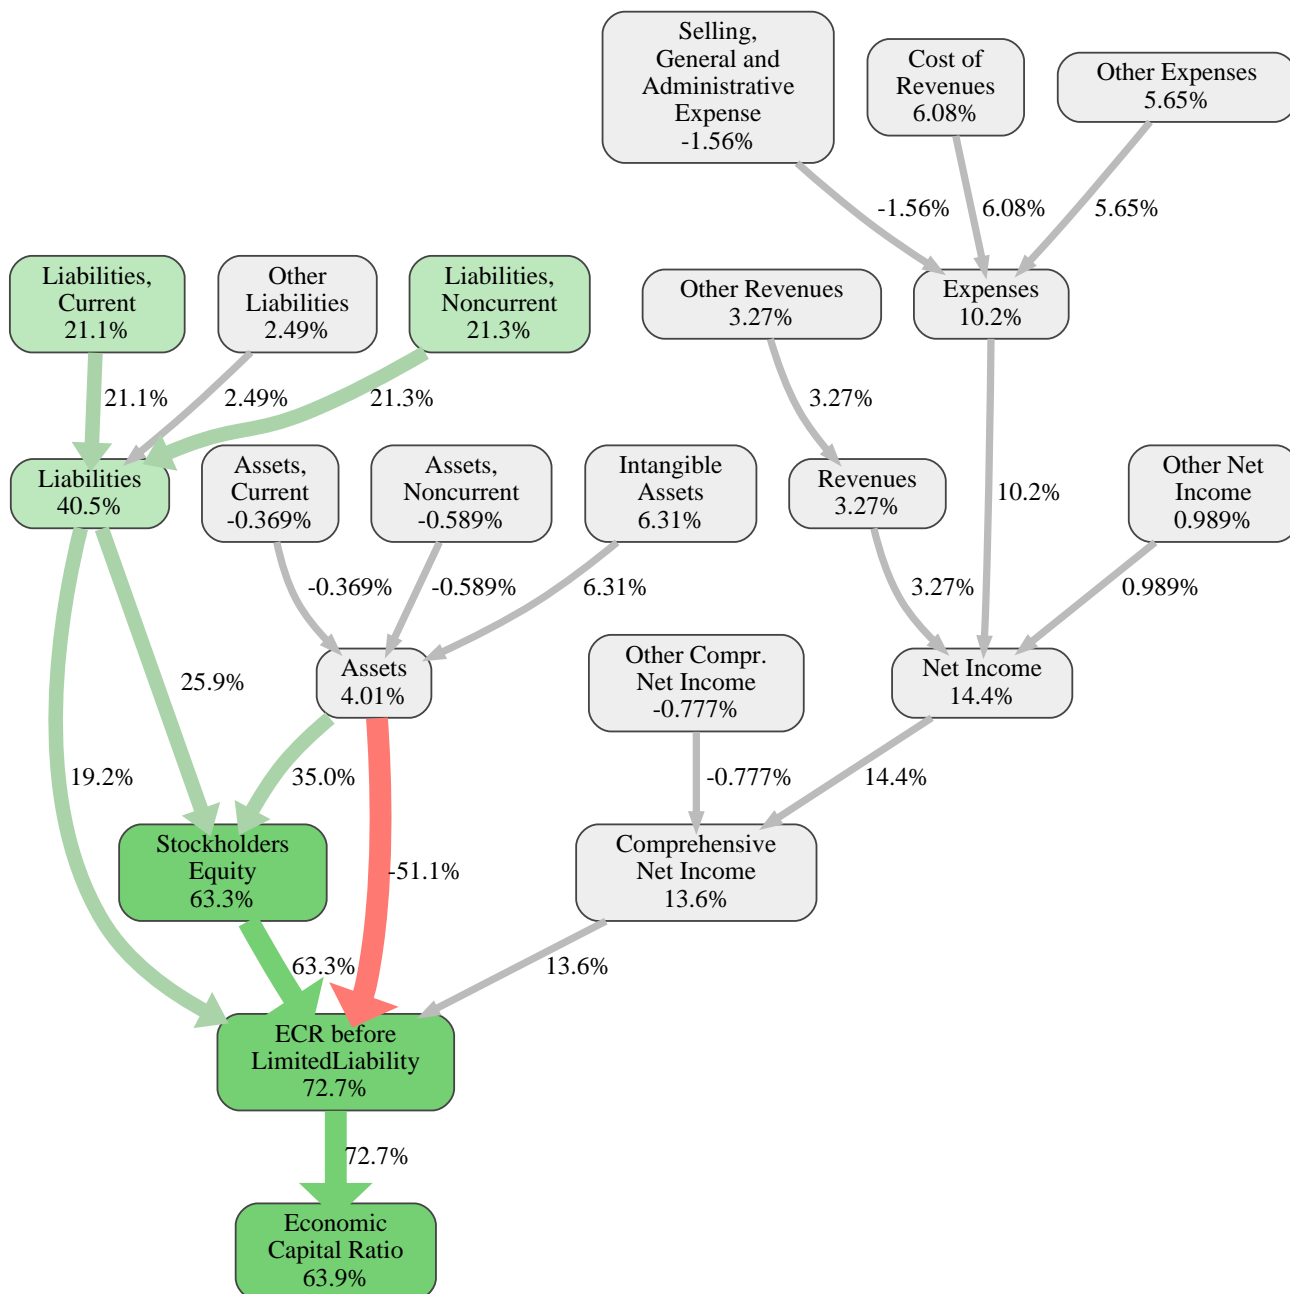 Selling,
General and
Administrative
Expense
-1.56%
Cost of
Revenues
6.08%
Other Expenses
5.65%
-1.56%
6.08%
5.65%
Liabilities,
Current
21.1%
Other
Liabilities
2.49%
Liabilities,
Noncurrent
21.3%
Other Revenues
3.27%
Expenses
10.2%
21.1%
2.49%
21.3%
3.27%
Liabilities
40.5%
Assets,
Current
-0.369%
Assets,
Noncurrent
-0.589%
Intangible
Assets
6.31%
Revenues
3.27%
10.2%
Other Net
Income
0.989%
-0.369%
-0.589%
6.31%
3.27%
0.989%
25.9%
Assets
4.01%
Other Compr.
Net Income
-0.777%
Net Income
14.4%
19.2%
35.0%
-0.777%
14.4%
Stockholders
Equity
63.3%
-51.1%
Comprehensive
Net Income
13.6%
63.3%
13.6%
ECR before
LimitedLiability
72.7%
72.7%
Economic
Capital Ratio
63.9%